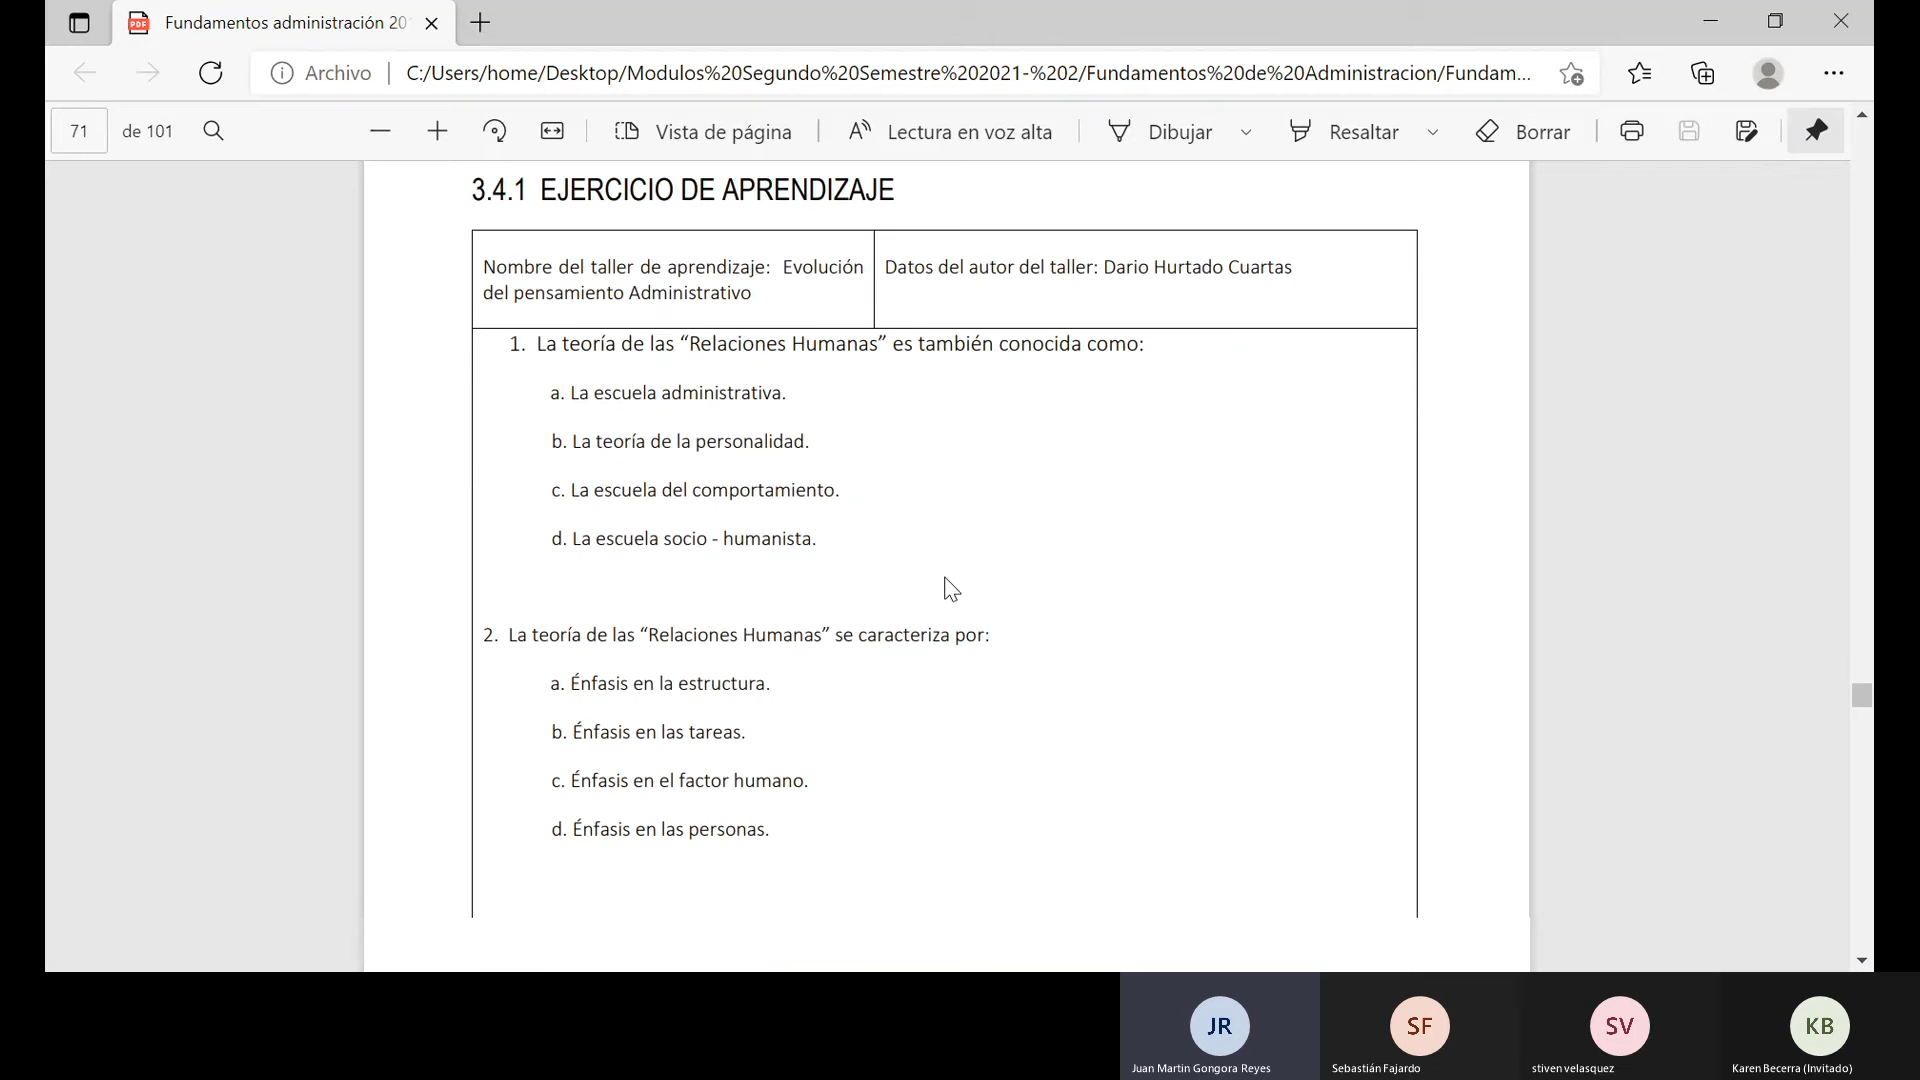 Fundamentos administración 20
Archivo | C:/Users/home/Desktop/Modulos%20Segundo%20Semestre%202021-%202/Fundamentos%20de%20Administracion/Fundam...
71 de 101 Vista de página Lectura en voz alta Dibujar Resaltar Borrar
3.4.1 EJERCICIO DE APRENDIZAJE
Nombre del taller de aprendizaje: Evolución
del pensamiento Administrativo
Datos del autor del taller: Dario Hurtado Cuartas
1. La teoría de las “Relaciones Humanas” es también conocida como:
a. La escuela administrativa.
b. La teoría de la personalidad.
c. La escuela del comportamiento.
d. La escuela socio - humanista.
2. La teoría de las “Relaciones Humanas” se caracteriza por:
a. Énfasis en la estructura.
b. Énfasis en las tareas.
c. Énfasis en el factor humano.
d. Énfasis en las personas.
JR SF SV KB
Juan Martin Gongora Reyes Sebastián Fajardo stiven velasquez Karen Becerra (Invitado)